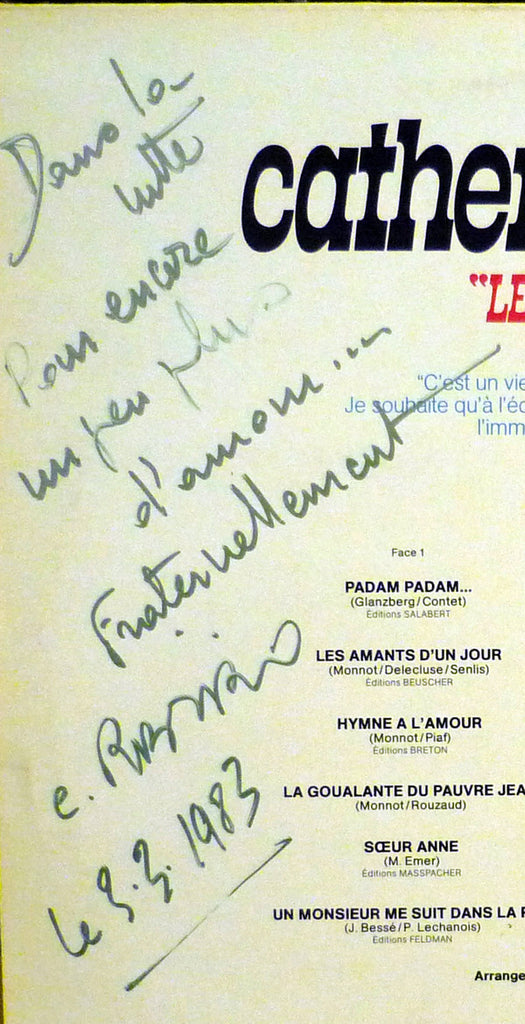 Dans la
lutte
Pour encore
un peu plus
d'amour...
Fraternellement
le 3.3.1983
cather
"LE
"C'est un vie
Je souhaite qu'à l'éc
l'imm
Face 1
PADAM PADAM...
(Glanzberg/Contet)
Éditions SALABERT
LES AMANTS D'UN JOUR
(Monnot/Delecluse/Senlis)
Éditions BEUSCHER
HYMNE A L'AMOUR
(Monnot/Piaf)
Éditions BRETON
LA GOUALANTE DU PAUVRE JEA
(Monnot/Rouzaud)
SŒUR ANNE
(M. Emer)
Éditions MASSPACHER
UN MONSIEUR ME SUIT DANS LA R
(J. Bessé/P. Lechanois)
Éditions FELDMAN
Arrange